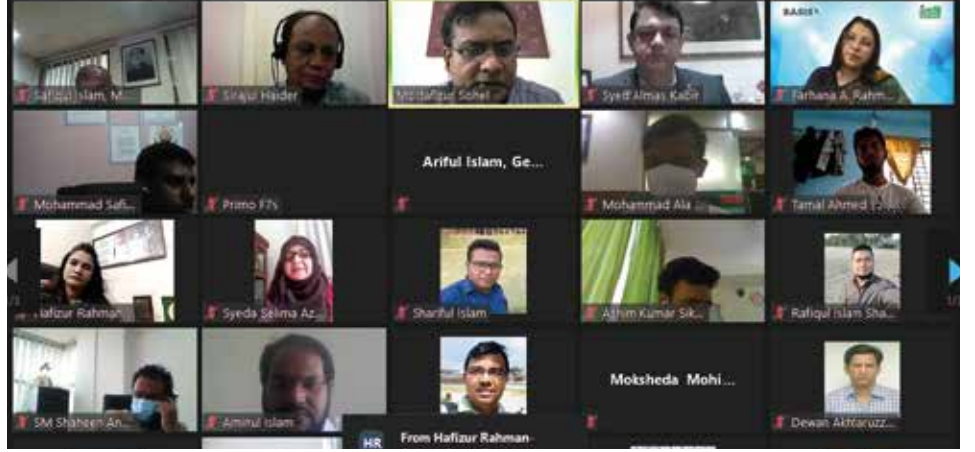 Safiqul Islam, M...
Sirajul Haider
Mostafizur Sohel
Syed Almas Kabir
BASIS
Farhana A. Rahm...
Mohammad Safi...
Primo F7s
Ariful Islam, Ge...
Mohammad Ala
Tamal Ahmed
Hafizur Rahman
Syeda Selima Az...
Shariful Islam
Athim Kumar Sik...
Rafiqul Islam Sha...
SM Shaheen An...
Aminul Islam
Moksheda Mohi...
Dewan Akhtaruzz...
HR
From Hafizur Rahman